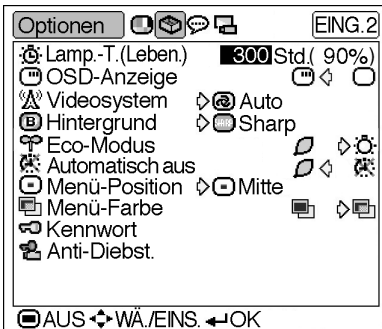 Optionen ENG.2
Lamp.-T.(Leben.) 300 Std.( 90%)
OSD-Anzeige
Videosystem Auto
B Hintergrund Sharp
Eco-Modus
Automatisch aus
Menü-Position Mitte
Menü-Farbe
Kennwort
Anti-Diebst.
AUS WÄ./EINS. OK